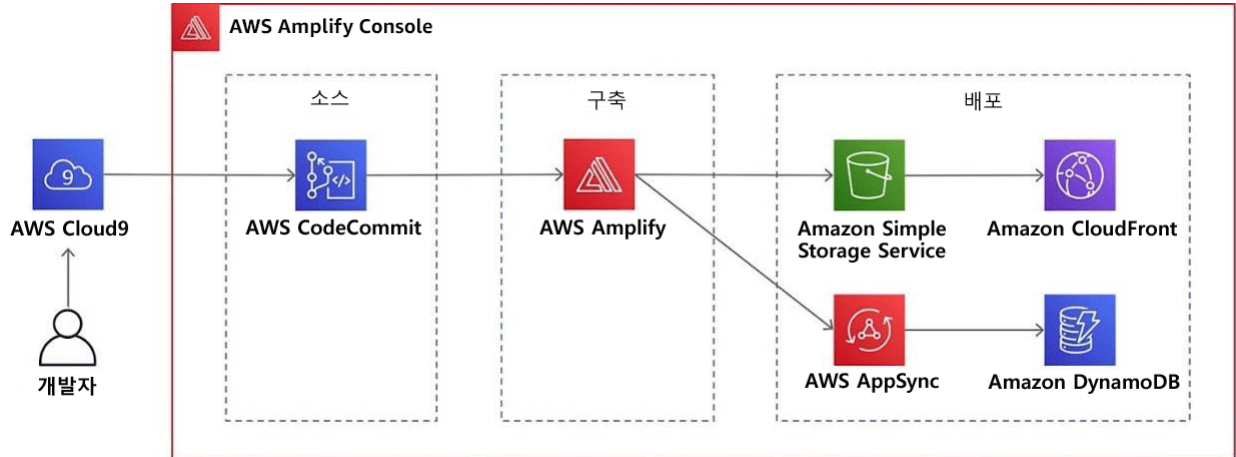 AWS Amplify Console
소스
구축
배포
9
AWS Cloud9
AWS CodeCommit
</>
AWS Amplify
Amazon Simple
Storage Service
Amazon CloudFront
개발자
AWS AppSync
Amazon DynamoDB